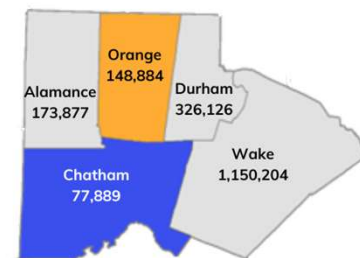 Orange
148,884
Alamance
173,877
Durham
326,126
Wake
1,150,204
Chatham
77,889